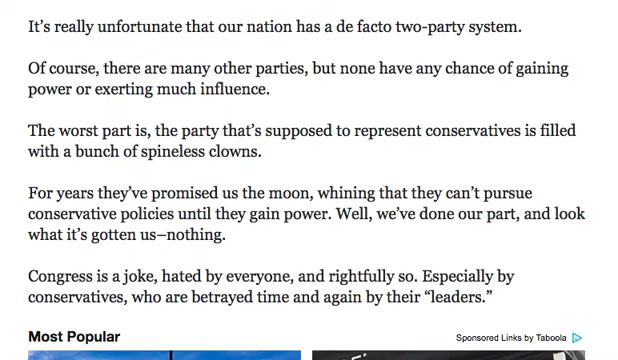 It's really unfortunate that our nation has a de facto two-party system.
Of course, there are many other parties, but none have any chance of gaining
power or exerting much influence.
The worst part is, the party that's supposed to represent conservatives is filled
with a bunch of spineless clowns.
For years they've promised us the moon, whining that they can't pursue
conservative policies until they gain power. Well, we've done our part, and look
what it's gotten us–nothing.
Congress is a joke, hated by everyone, and rightfully so. Especially by
conservatives, who are betrayed time and again by their “leaders.”
Most Popular
Sponsored Links by Taboola